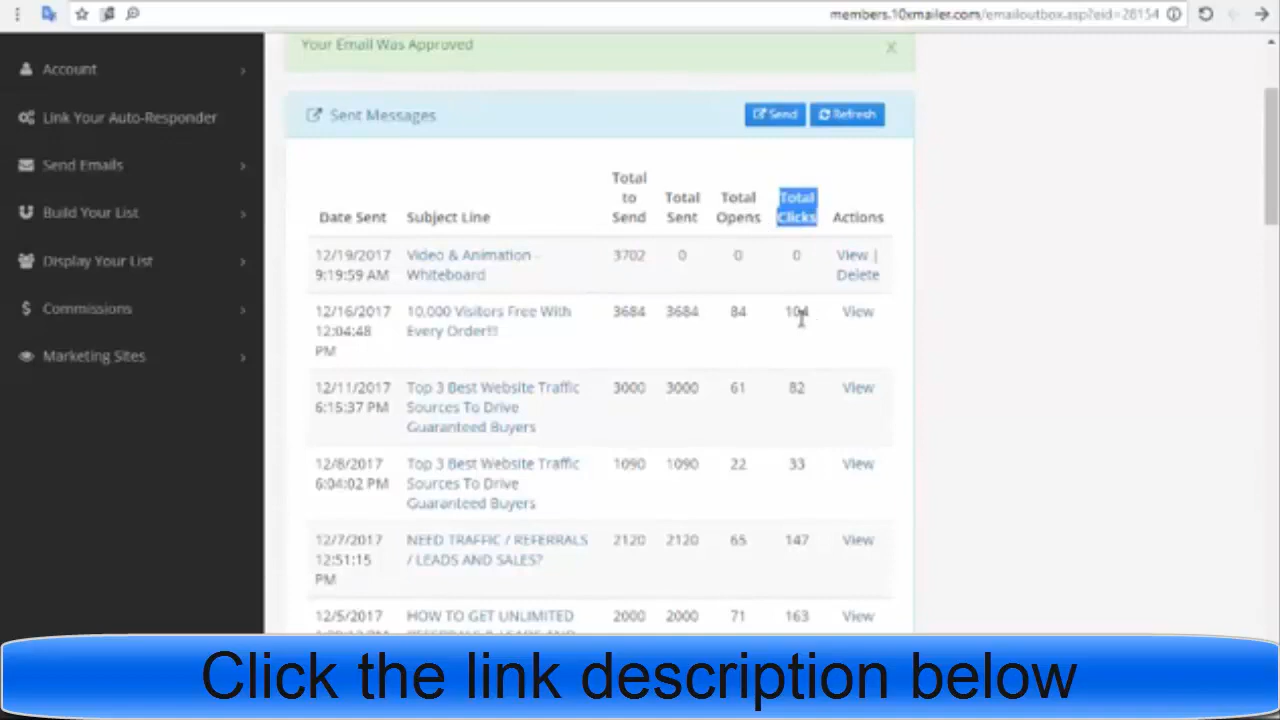 members.10xmailer.com/emailoutbox.asp?eid=28154
Your Email Was Approved
X
Account
Link Your Auto-Responder
Send Emails
Build Your List
Display Your List
Commissions
Marketing Sites
Sent Messages
Send
Refresh
Date Sent Subject Line Total to Send Total Sent Total Opens Total Clicks Actions
12/19/2017 Video & Animation - 3702 0 0 0 View |
9:19:59 AM Whiteboard Delete
12/16/2017 10,000 Visitors Free With 3684 3684 84 104 View
12:04:48 Every Order!!!
PM
12/11/2017 Top 3 Best Website Traffic 3000 3000 61 82 View
6:15:37 PM Sources To Drive
Guaranteed Buyers
12/8/2017 Top 3 Best Website Traffic 1090 1090 22 33 View
6:04:02 PM Sources To Drive
Guaranteed Buyers
12/7/2017 NEED TRAFFIC / REFERRALS 2120 2120 65 147 View
12:51:15 / LEADS AND SALES?
PM
12/5/2017 HOW TO GET UNLIMITED 2000 2000 71 163 View
Click the link description below